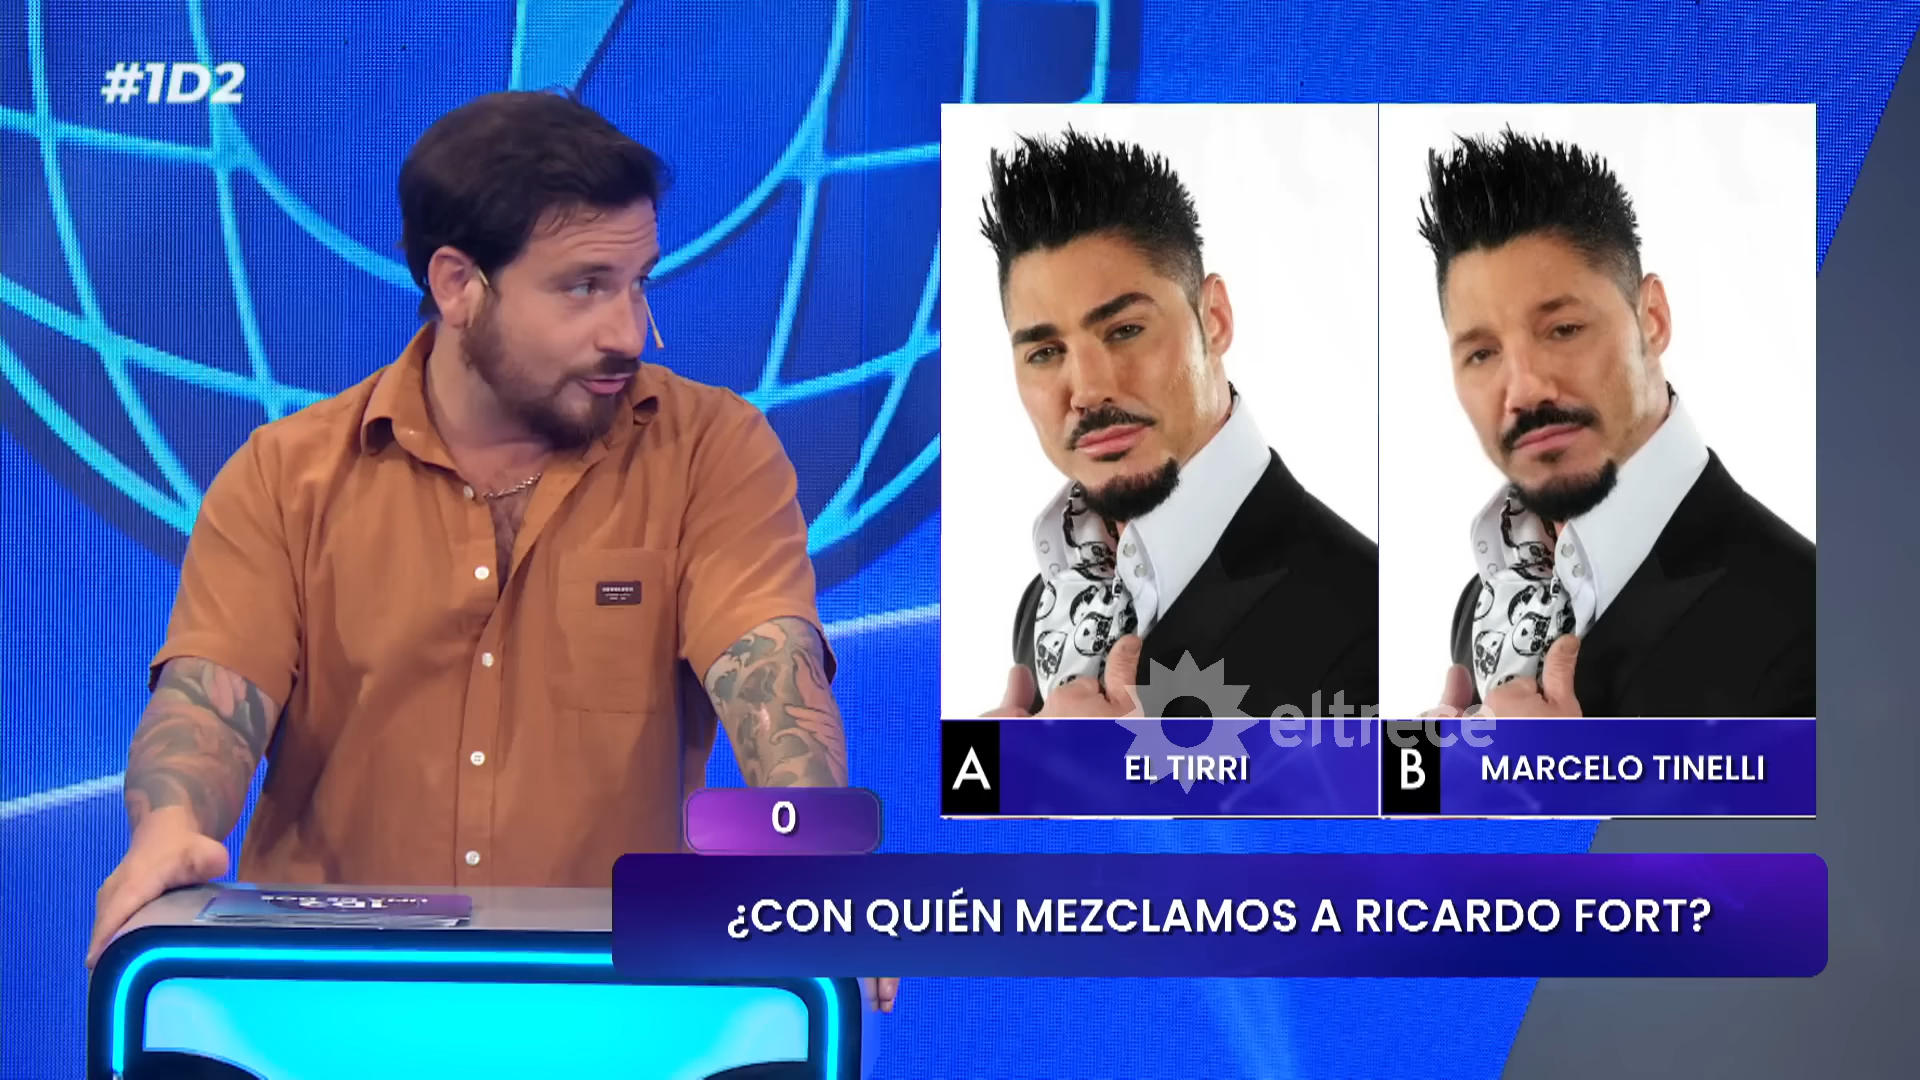 #1D2
eltrece
A EL TIRRI
B MARCELO TINELLI
0
¿CON QUIÉN MEZCLAMOS A RICARDO FORT?